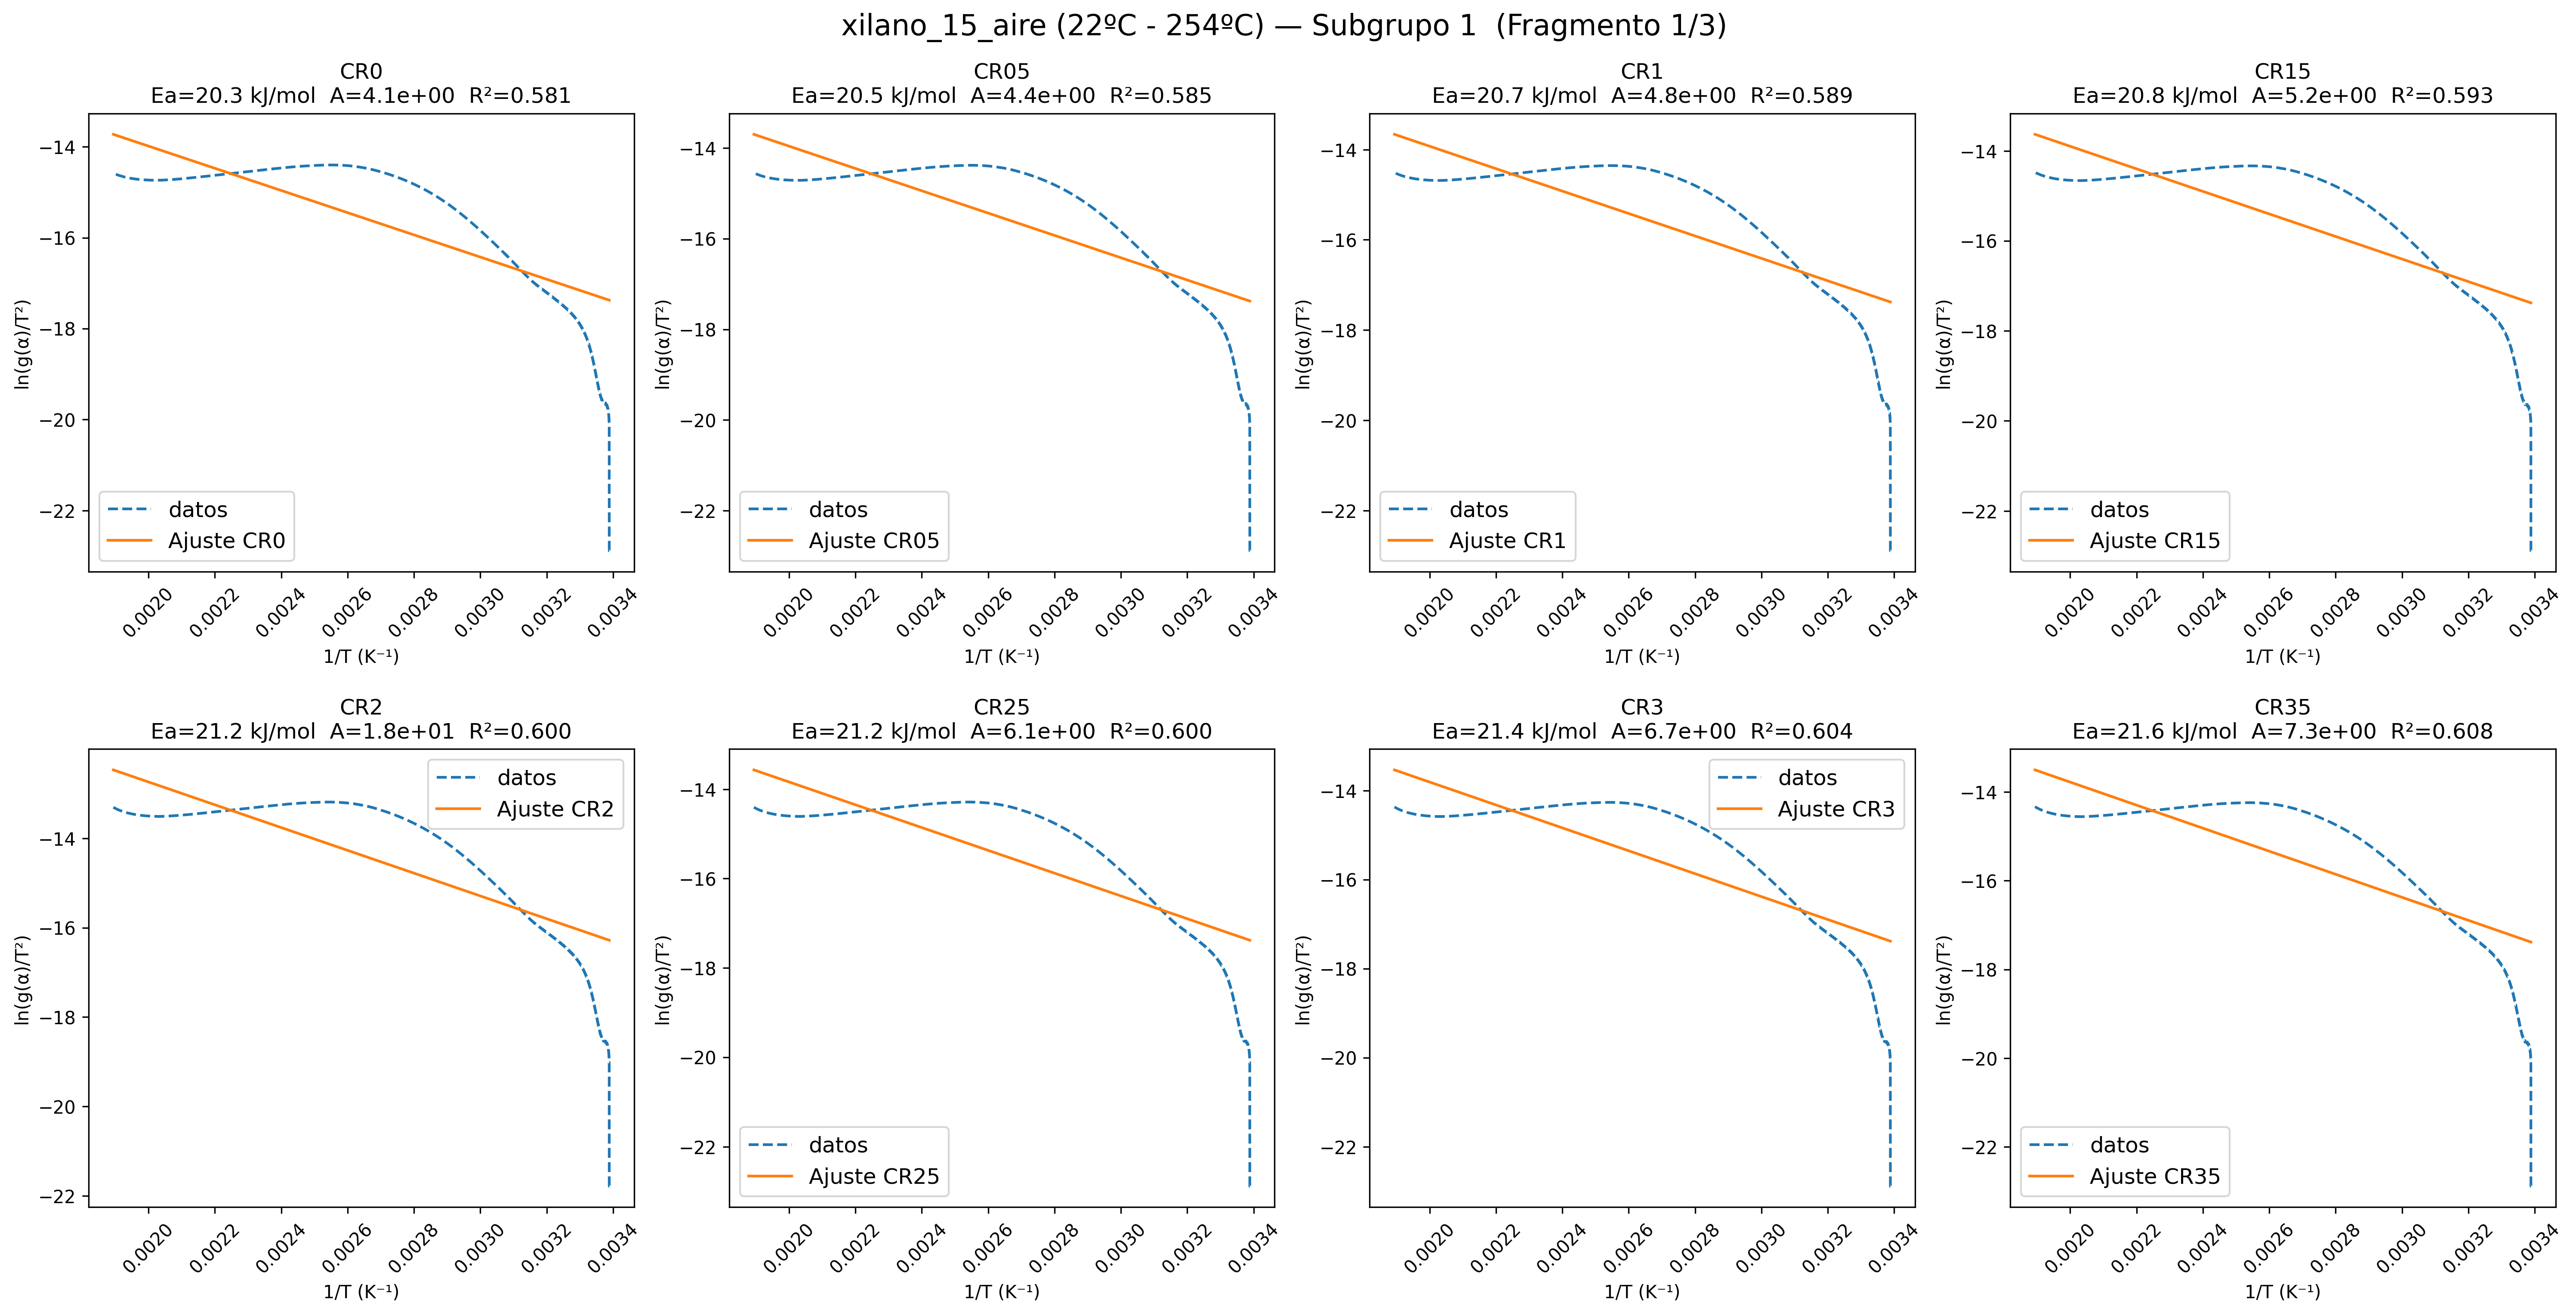 xilano_15_aire (22ºC - 254ºC) — Subgrupo 1  (Fragmento 1/3)
CR0
Ea=20.3 kJ/mol  A=4.1e+00  R²=0.581
ln(g(α)/T²)
−14
−16
−18
−20
−22
datos
Ajuste CR0
0.0020
0.0022
0.0024
0.0026
0.0028
0.0030
0.0032
0.0034
1/T (K⁻¹)
CR05
Ea=20.5 kJ/mol  A=4.4e+00  R²=0.585
ln(g(α)/T²)
−14
−16
−18
−20
−22
datos
Ajuste CR05
0.0020
0.0022
0.0024
0.0026
0.0028
0.0030
0.0032
0.0034
1/T (K⁻¹)
CR1
Ea=20.7 kJ/mol  A=4.8e+00  R²=0.589
ln(g(α)/T²)
−14
−16
−18
−20
−22
datos
Ajuste CR1
0.0020
0.0022
0.0024
0.0026
0.0028
0.0030
0.0032
0.0034
1/T (K⁻¹)
CR15
Ea=20.8 kJ/mol  A=5.2e+00  R²=0.593
ln(g(α)/T²)
−14
−16
−18
−20
−22
datos
Ajuste CR15
0.0020
0.0022
0.0024
0.0026
0.0028
0.0030
0.0032
0.0034
1/T (K⁻¹)
CR2
Ea=21.2 kJ/mol  A=1.8e+01  R²=0.600
ln(g(α)/T²)
−14
−16
−18
−20
−22
datos
Ajuste CR2
0.0020
0.0022
0.0024
0.0026
0.0028
0.0030
0.0032
0.0034
1/T (K⁻¹)
CR25
Ea=21.2 kJ/mol  A=6.1e+00  R²=0.600
ln(g(α)/T²)
−14
−16
−18
−20
−22
datos
Ajuste CR25
0.0020
0.0022
0.0024
0.0026
0.0028
0.0030
0.0032
0.0034
1/T (K⁻¹)
CR3
Ea=21.4 kJ/mol  A=6.7e+00  R²=0.604
ln(g(α)/T²)
−14
−16
−18
−20
−22
datos
Ajuste CR3
0.0020
0.0022
0.0024
0.0026
0.0028
0.0030
0.0032
0.0034
1/T (K⁻¹)
CR35
Ea=21.6 kJ/mol  A=7.3e+00  R²=0.608
ln(g(α)/T²)
−14
−16
−18
−20
−22
datos
Ajuste CR35
0.0020
0.0022
0.0024
0.0026
0.0028
0.0030
0.0032
0.0034
1/T (K⁻¹)